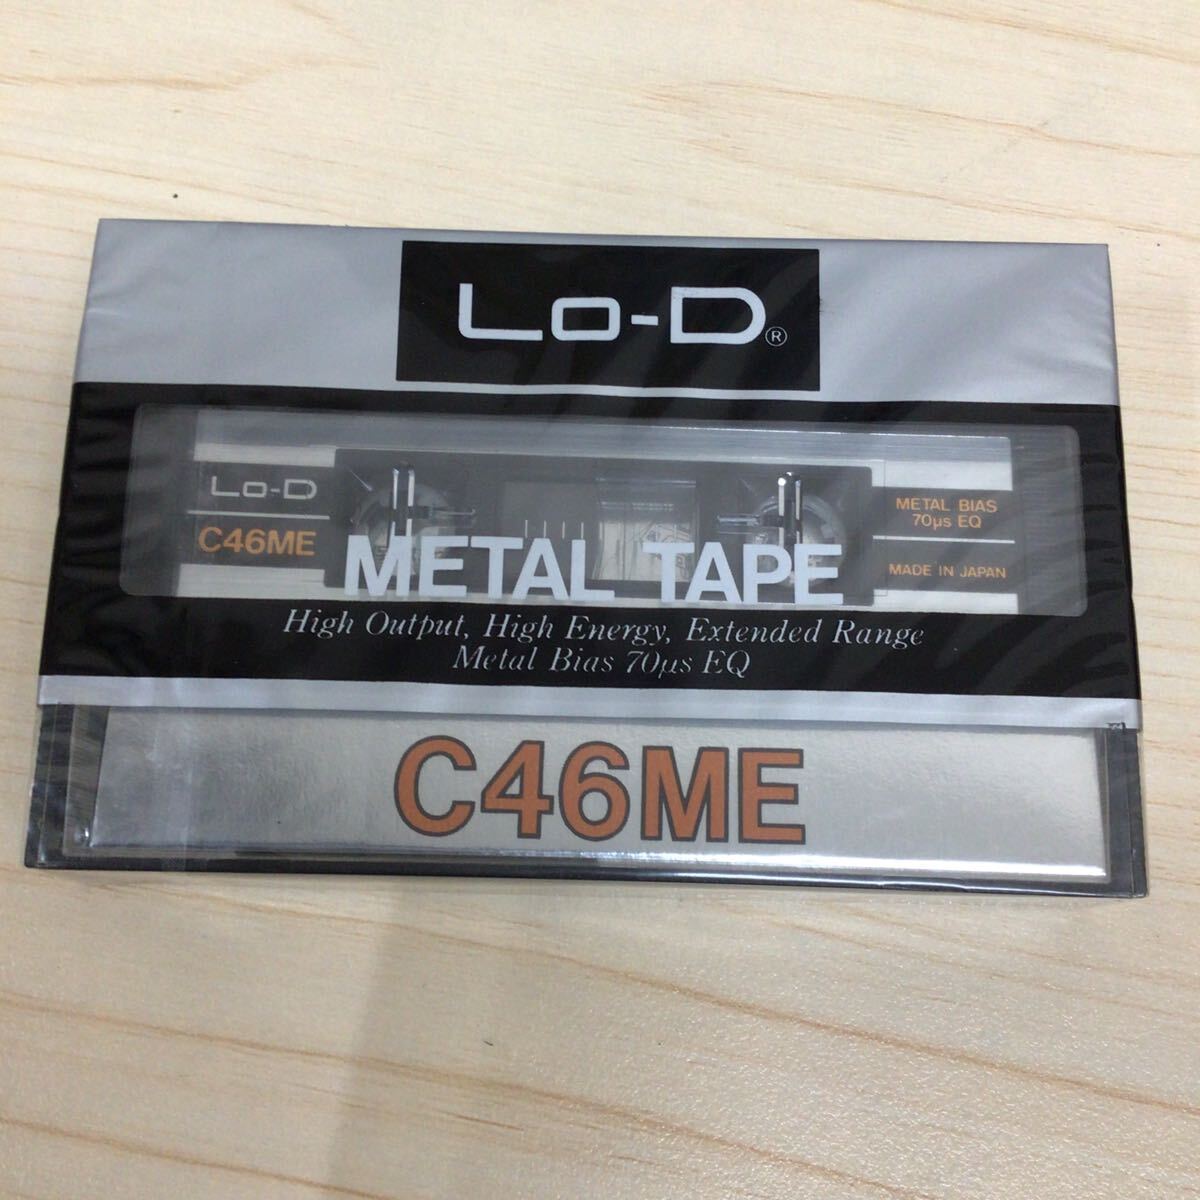 Lo-D®
Lo-D
C46ME
METAL BIAS
70μs EQ
MADE IN JAPAN
METAL TAPE
High Output, High Energy, Extended Range
Metal Bias 70μs EQ
C46ME